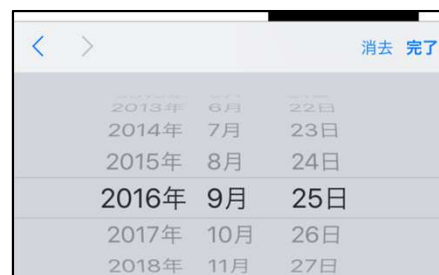 消去 完了
2013年 6月 22日
2014年 7月 23日
2015年 8月 24日
2016年 9月 25日
2017年 10月 26日
2018年 11月 27日